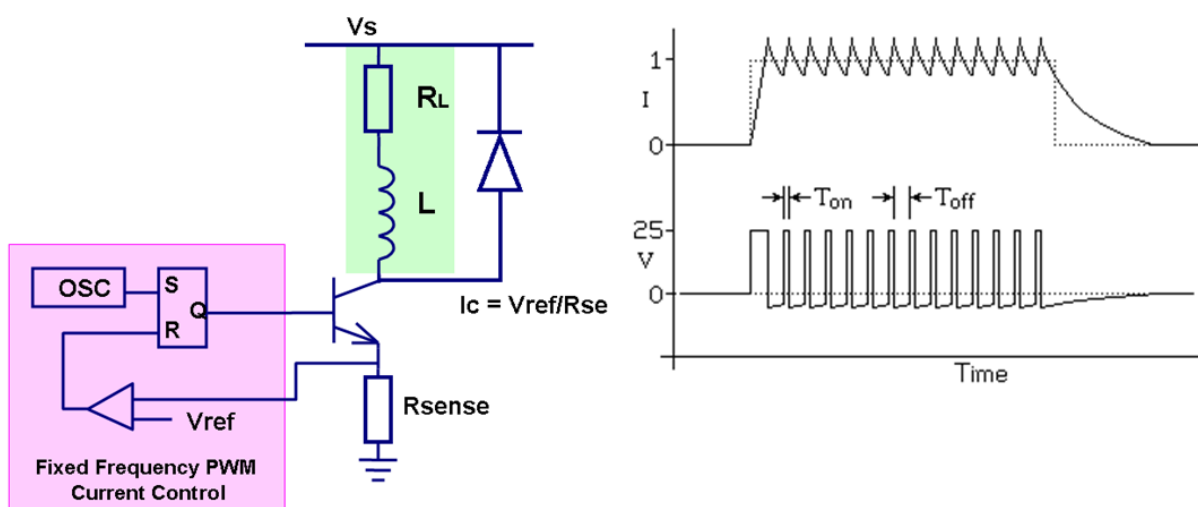 Vs
RL
L
OSC
S
Q
R
Ic = Vref/Rse
Vref
Rsense
Fixed Frequency PWM
Current Control
1
I
0
Ton
Toff
25
V
0
Time